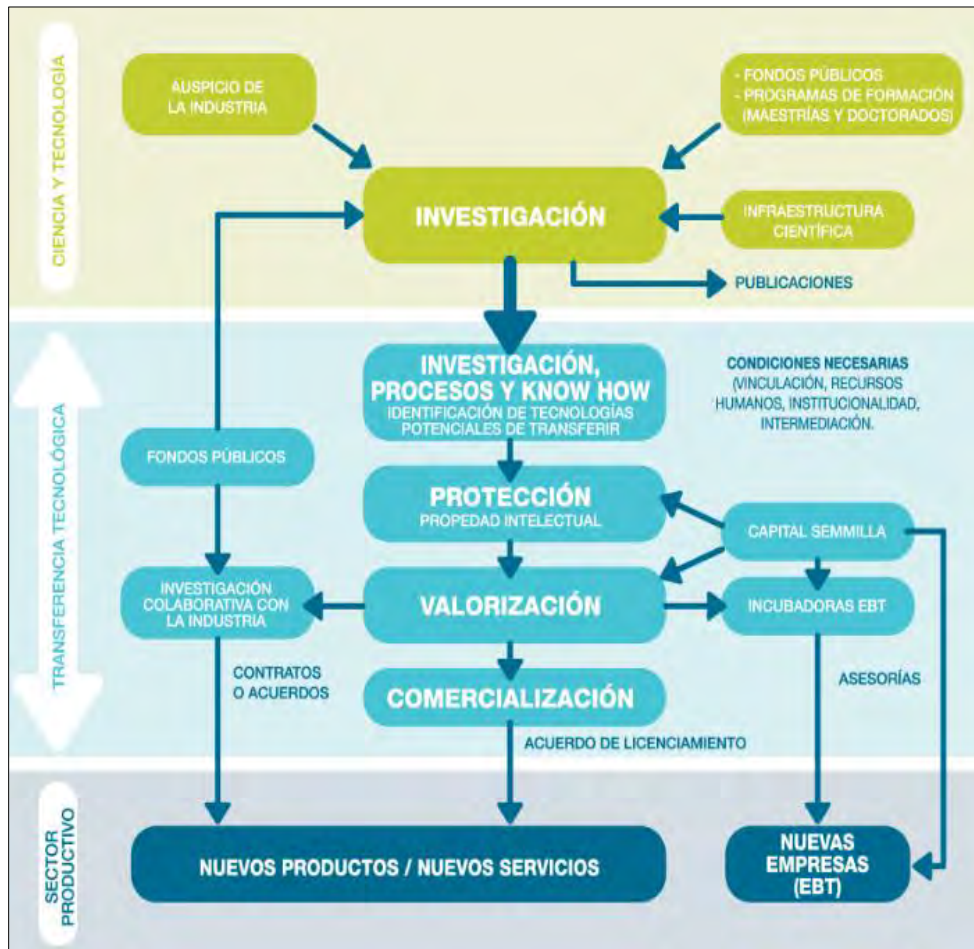 CIENCIA Y TECNOLOGÍA
AUSPICIO DE
LA INDUSTRIA
- FONDOS PÚBLICOS
- PROGRAMAS DE FORMACIÓN
(MAESTRÍAS Y DOCTORADOS)
INVESTIGACIÓN
INFRAESTRUCTURA
CIENTÍFICA
PUBLICACIONES
TRANSFERENCIA TECNOLÓGICA
INVESTIGACIÓN,
PROCESOS Y KNOW HOW
IDENTIFICACIÓN DE TECNOLOGÍAS
POTENCIALES DE TRANSFERIR
CONDICIONES NECESARIAS
(VINCULACIÓN, RECURSOS
HUMANOS, INSTITUCIONALIDAD,
INTERMEDIACIÓN.
FONDOS PÚBLICOS
PROTECCIÓN
PROPEDAD INTELECTUAL
CAPITAL SEMMILLA
INVESTIGACIÓN
COLABORATIVA CON
LA INDUSTRIA
VALORIZACIÓN
INCUBADORAS EBT
CONTRATOS
O ACUERDOS
COMERCIALIZACIÓN
ASESORÍAS
ACUERDO DE LICENCIAMIENTO
SECTOR
PRODUCTIVO
NUEVOS PRODUCTOS / NUEVOS SERVICIOS
NUEVAS
EMPRESAS
(EBT)